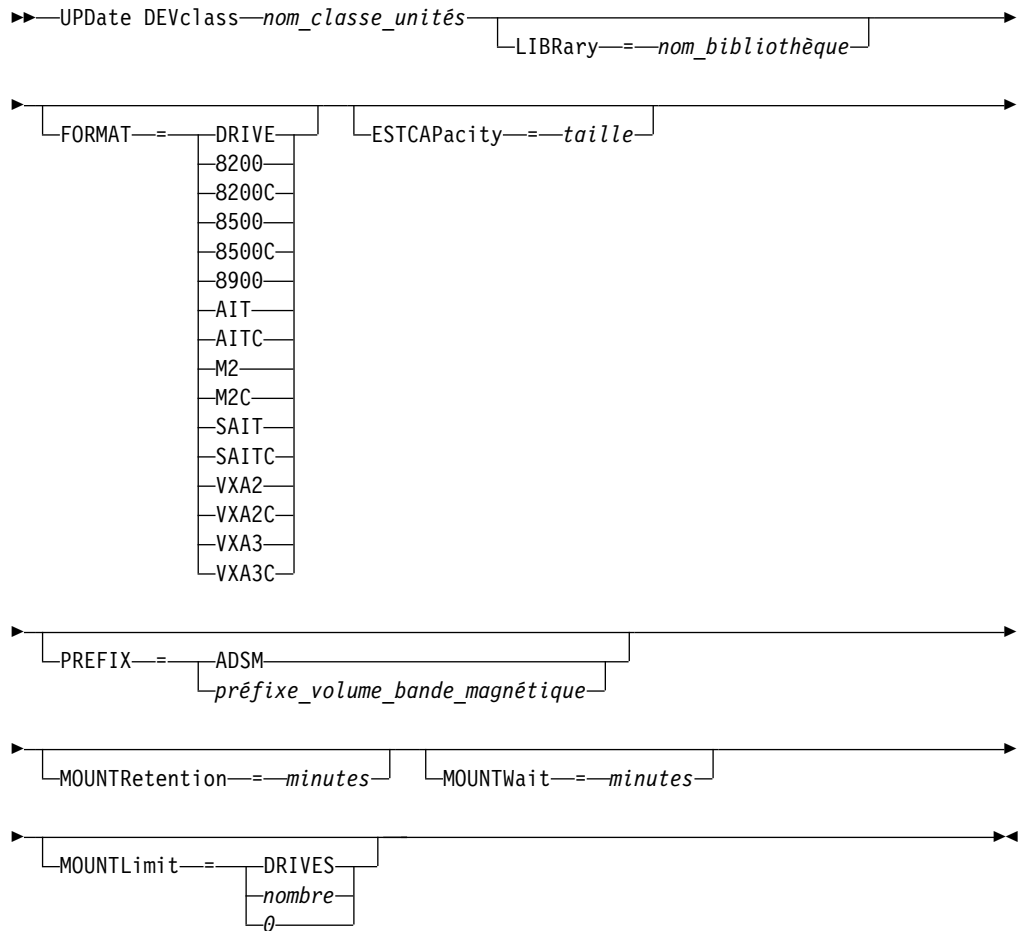 UPDate DEVclass nom_classe_unités
LIBRary = nom_bibliothèque
FORMAT = DRIVE ESTCAPacity = taille
8200
8200C
8500
8500C
8900
AIT
AITC
M2
M2C
SAIT
SAITC
VXA2
VXA2C
VXA3
VXA3C
PREFIX = ADSM
préfixe_volume_bande_magnétique
MOUNTRetention = minutes MOUNTWait = minutes
MOUNTLimit = DRIVES
nombre
0